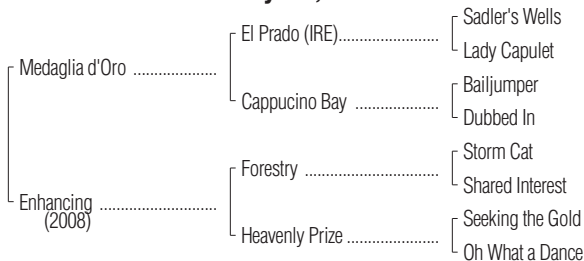 Sadler's Wells
El Prado (IRE)....................
Lady Capulet
Medaglia d'Oro ....................
Bailjumper
Cappucino Bay ..................
Dubbed In
Storm Cat
Forestry ............................
Shared Interest
Enhancing ............................
(2008)
Seeking the Gold
Heavenly Prize ...................
Oh What a Dance